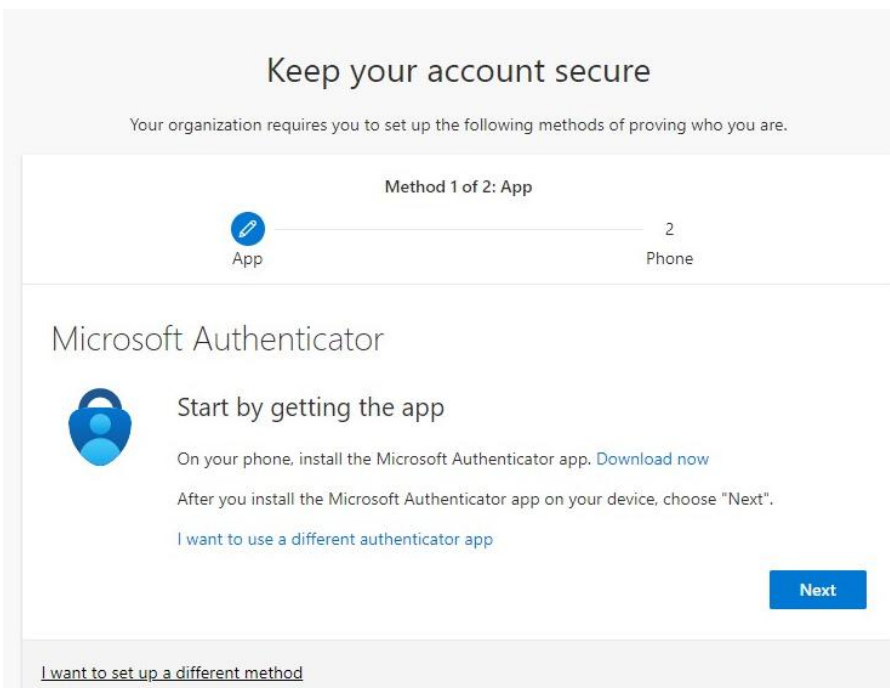 Keep your account secure
Your organization requires you to set up the following methods of proving who you are.
Method 1 of 2: App
2
App
Phone
Microsoft Authenticator
Start by getting the app
On your phone, install the Microsoft Authenticator app. Download now
After you install the Microsoft Authenticator app on your device, choose "Next".
I want to use a different authenticator app
Next
I want to set up a different method